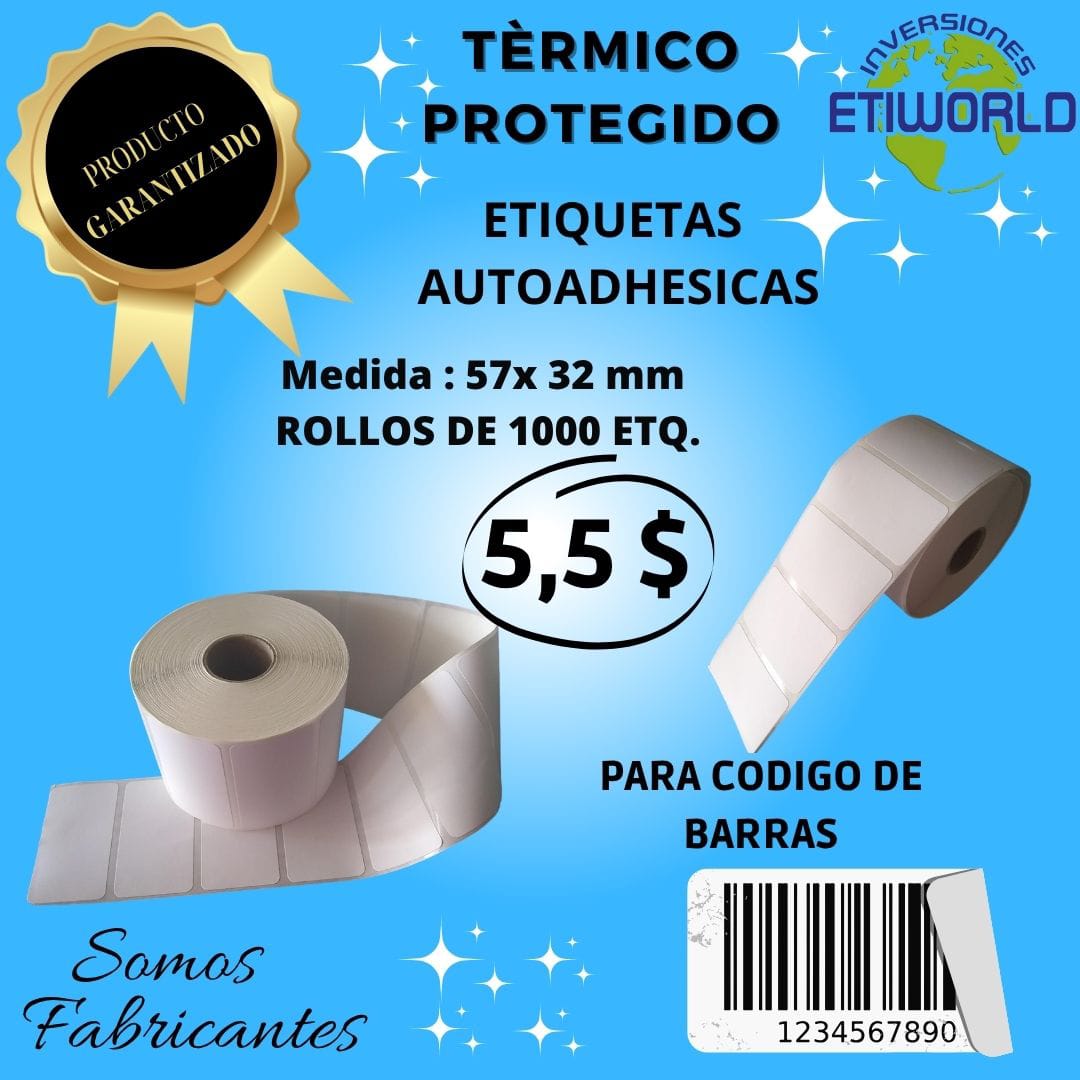 PRODUCTO
GARANTIZADO
TÈRMICO
PROTEGIDO
INVERSIONES
ETIWORLD
ETIQUETAS
AUTOADHESICAS
Medida : 57x 32 mm
ROLLOS DE 1000 ETQ.
5,5 $
PARA CODIGO DE
BARRAS
1234567890
Somos
Fabricantes